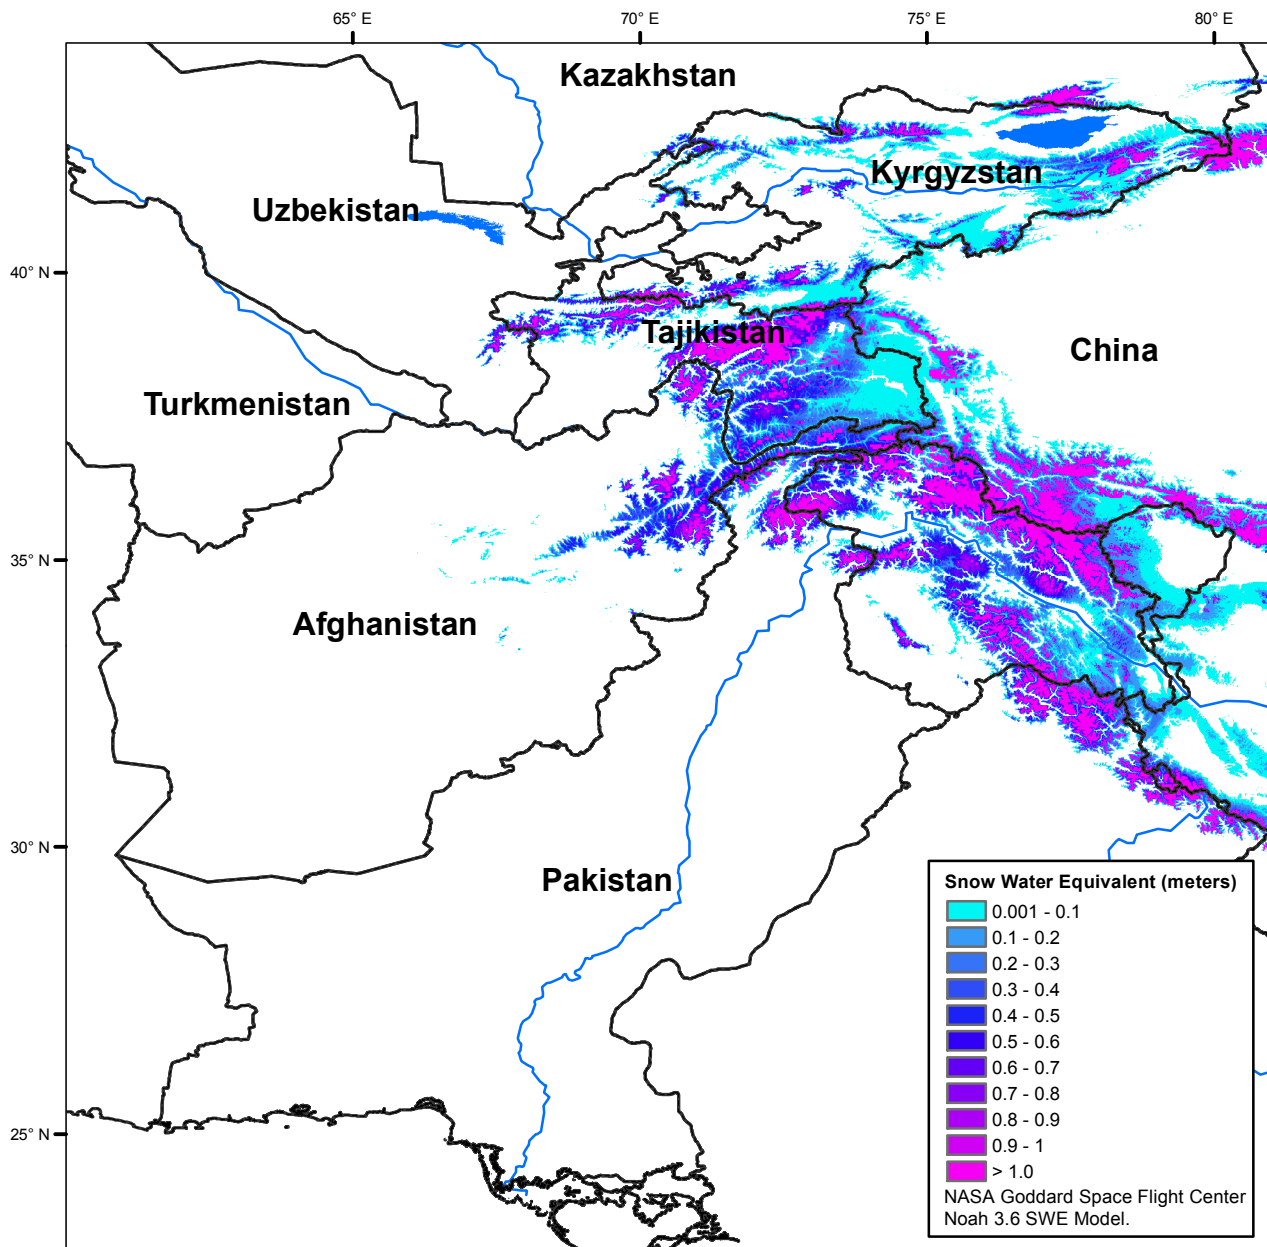 65° E
70° E
75° E
80° E
Kazakhstan
Kyrgyzstan
Uzbekistan
40° N
Tajikistan
China
Turkmenistan
35° N
Afghanistan
30° N
Pakistan
25° N
Snow Water Equivalent (meters)
0.001 - 0.1
0.1 - 0.2
0.2 - 0.3
0.3 - 0.4
0.4 - 0.5
0.5 - 0.6
0.6 - 0.7
0.7 - 0.8
0.8 - 0.9
0.9 - 1
> 1.0
NASA Goddard Space Flight Center
Noah 3.6 SWE Model.